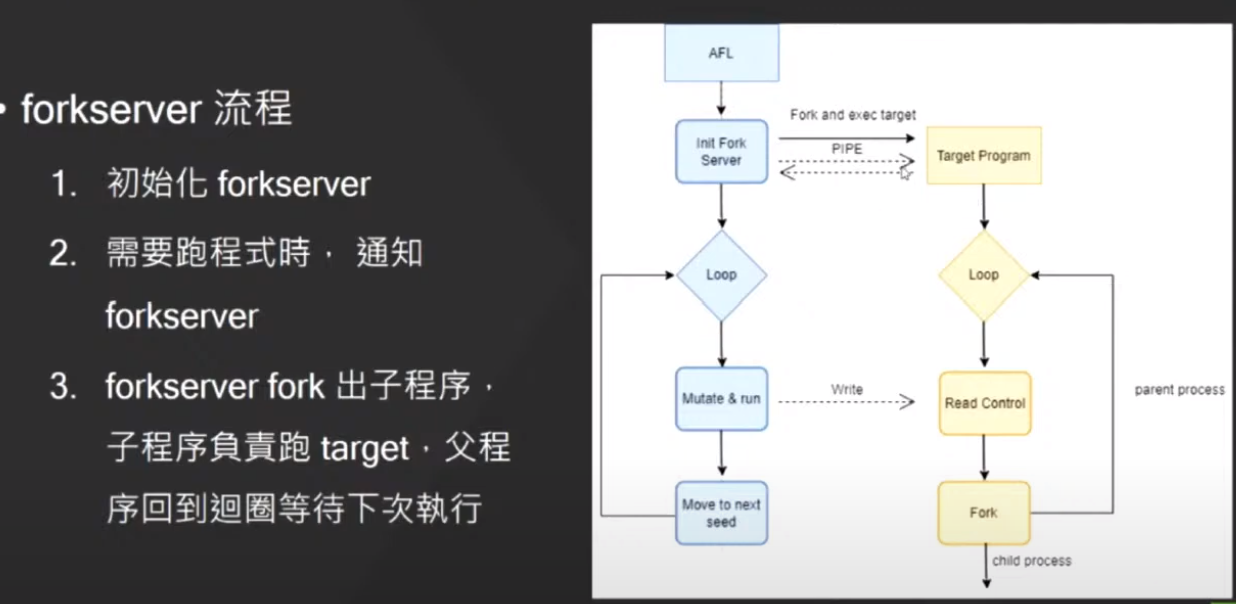 • forkserver 流程
1. 初始化 forkserver
2. 需要跑程式時，通知
forkserver
3. forkserver fork 出子程序，
子程序負責跑 target，父程
序回到迴圈等待下次執行
AFL
Init Fork
Server
Fork and exec target
PIPE
Target Program
Loop
Loop
Mutate & run
Write
Read Control
parent process
Move to next
seed
Fork
child process